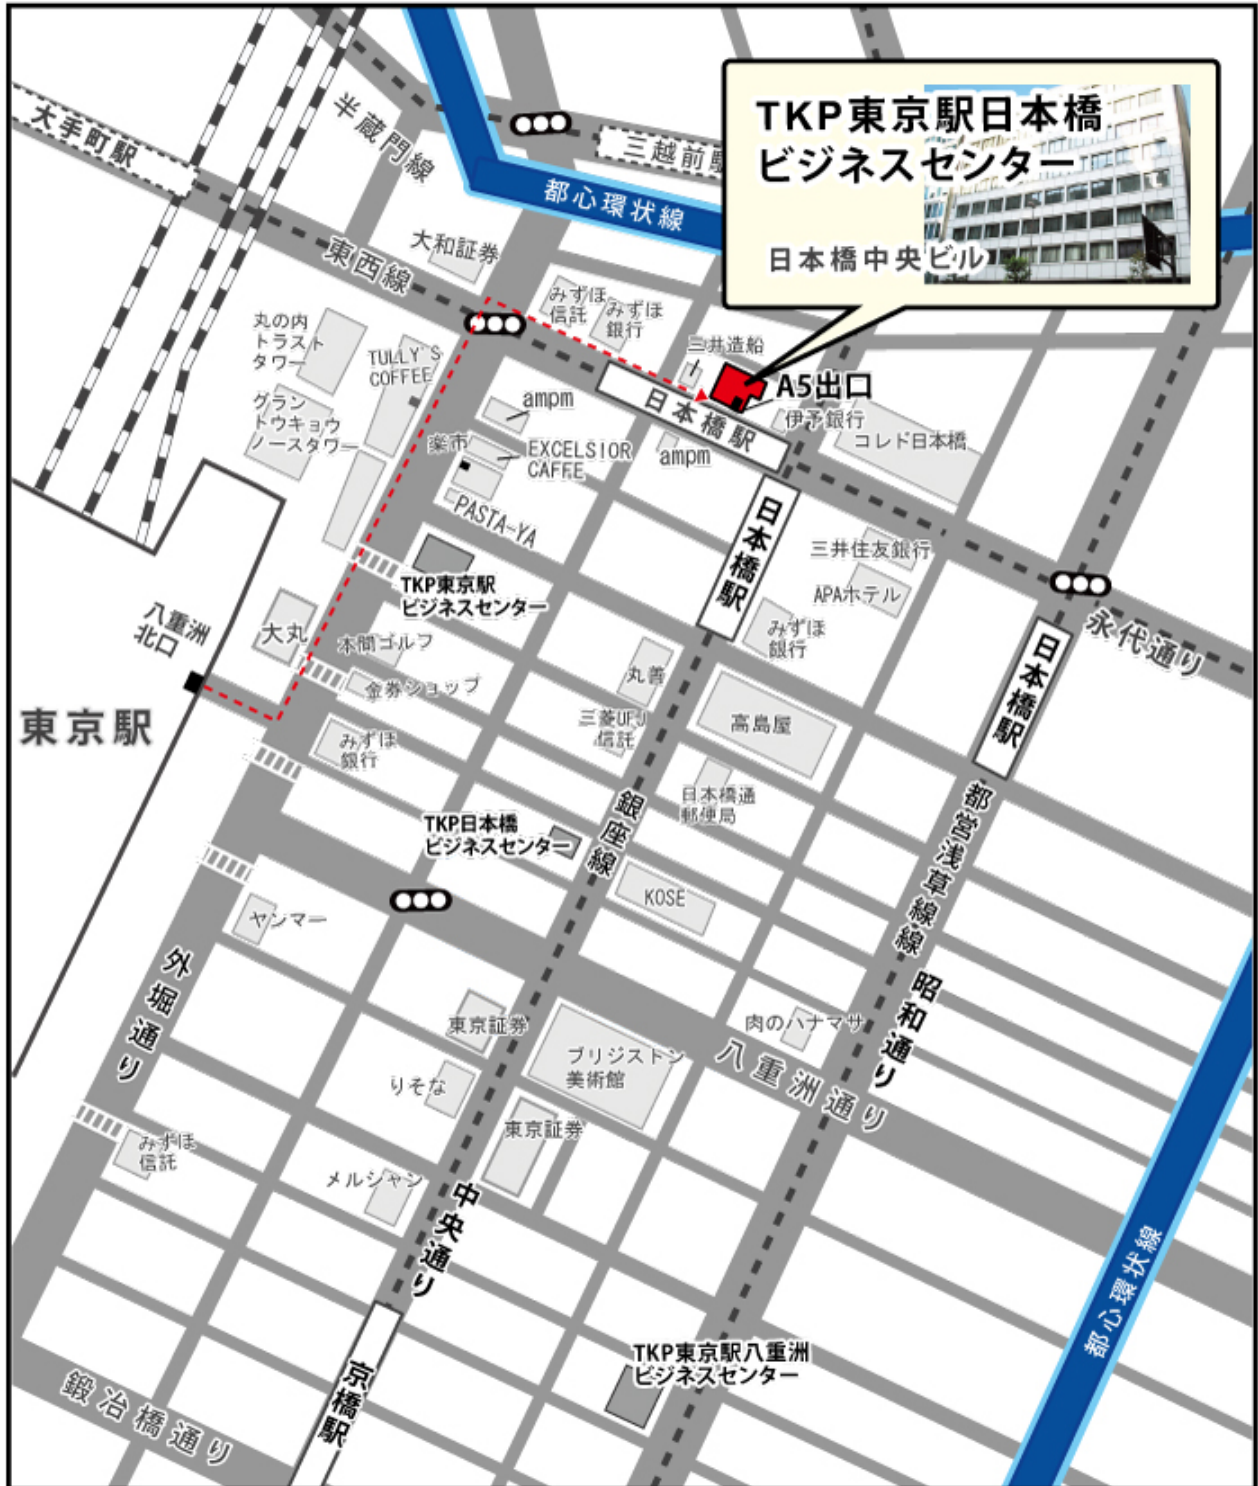 TKP東京駅日本橋
ビジネスセンター
日本橋中央ビル
大手町駅
半蔵門線
三越前駅
都心環状線
東西線
大和証券
みずほ
信託
みずほ
銀行
三井造船
A5出口
日本橋駅
伊予銀行
コレド日本橋
丸の内
トラスト
タワー
TULLY'S
COFFEE
グラン
トウキョウ
ノースタワー
ampm
楽市
EXCELSIOR
CAFFE
ampm
PASTA-YA
日本橋駅
三井住友銀行
APAホテル
みずほ
銀行
永代通り
日本橋駅
TKP東京駅
ビジネスセンター
八重洲
北口
大丸
本間ゴルフ
金券ショップ
東京駅
みずほ
銀行
丸善
三菱UFJ
信託
高島屋
日本橋通
郵便局
銀座線
都営浅草線線
TKP日本橋
ビジネスセンター
KOSE
ヤンマー
外堀通り
昭和通り
東京証券
ブリジストン
美術館
肉のハナマサ
八重洲通り
りそな
東京証券
みずほ
信託
メルシャン
中央通り
都心環状線
TKP東京駅八重洲
ビジネスセンター
京橋駅
鍛冶橋通り